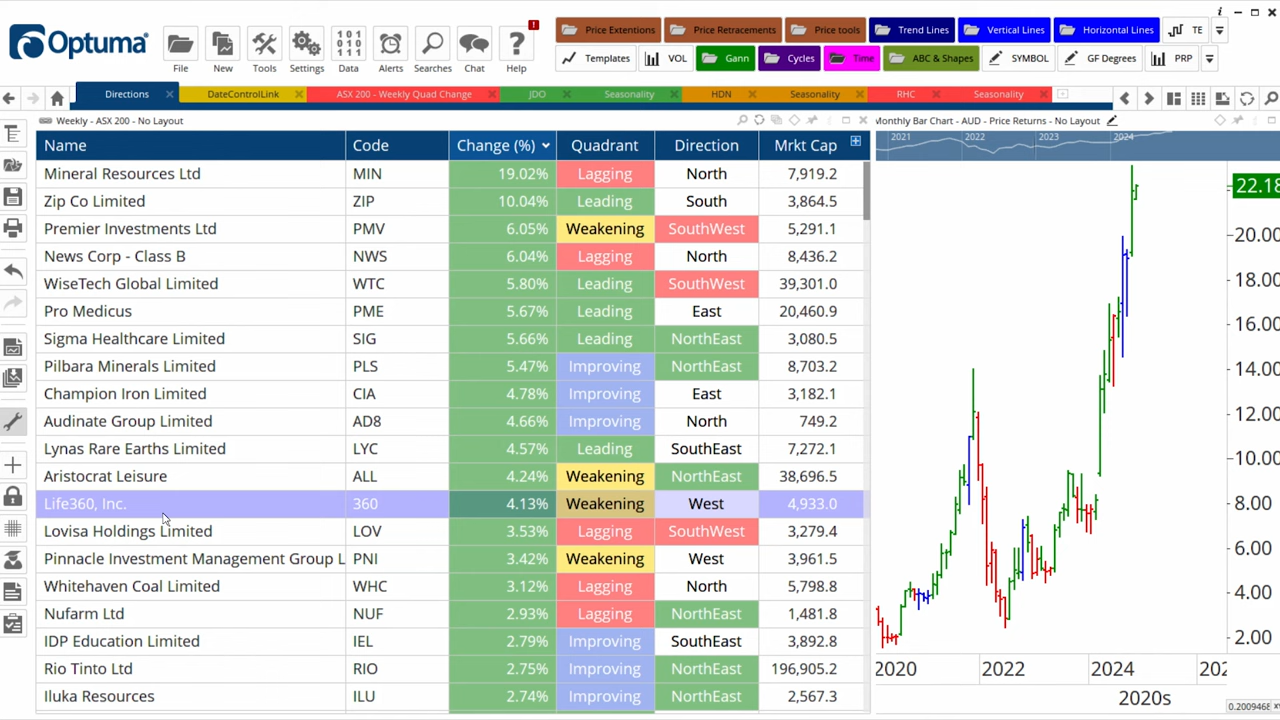 Optuma
File
New
Tools
Settings
Data
Alerts
Searches
Chat
Help
Price Extentions
Price Retracements
Price tools
Trend Lines
Vertical Lines
Horizontal Lines
TE
Templates
VOL
Gann
Cycles
Time
ABC & Shapes
SYMBOL
GF Degrees
PRP
Directions
DateControlLink
ASX 200 - Weekly Quad Change
JDO
Seasonality
HDN
Seasonality
RHC
Seasonality
Weekly - ASX 200 - No Layout
Name Code Change (%) Quadrant Direction Mrkt Cap
Mineral Resources Ltd MIN 19.02% Lagging North 7,919.2
Zip Co Limited ZIP 10.04% Leading South 3,864.5
Premier Investments Ltd PMV 6.05% Weakening SouthWest 5,291.1
News Corp - Class B NWS 6.04% Lagging North 8,436.2
WiseTech Global Limited WTC 5.80% Leading SouthWest 39,301.0
Pro Medicus PME 5.67% Leading East 20,460.9
Sigma Healthcare Limited SIG 5.66% Leading NorthEast 3,080.5
Pilbara Minerals Limited PLS 5.47% Improving NorthEast 8,703.2
Champion Iron Limited CIA 4.78% Improving East 3,182.1
Audinate Group Limited AD8 4.66% Improving North 749.2
Lynas Rare Earths Limited LYC 4.57% Leading SouthEast 7,272.1
Aristocrat Leisure ALL 4.24% Weakening NorthEast 38,696.5
Life360, Inc. 360 4.13% Weakening West 4,933.0
Lovisa Holdings Limited LOV 3.53% Lagging SouthWest 3,279.4
Pinnacle Investment Management Group L PNI 3.42% Weakening West 3,961.5
Whitehaven Coal Limited WHC 3.12% Lagging North 5,798.8
Nufarm Ltd NUF 2.93% Lagging NorthEast 1,481.8
IDP Education Limited IEL 2.79% Improving SouthEast 3,892.8
Rio Tinto Ltd RIO 2.75% Improving NorthEast 196,905.2
Iluka Resources ILU 2.74% Improving NorthEast 2,567.3
Monthly Bar Chart - AUD - Price Returns - No Layout
2021 2022 2023 2024
22.18
20.00
18.00
16.00
14.00
12.00
10.00
8.00
6.00
4.00
2.00
2020 2022 2024 202
2020s
0.2009468